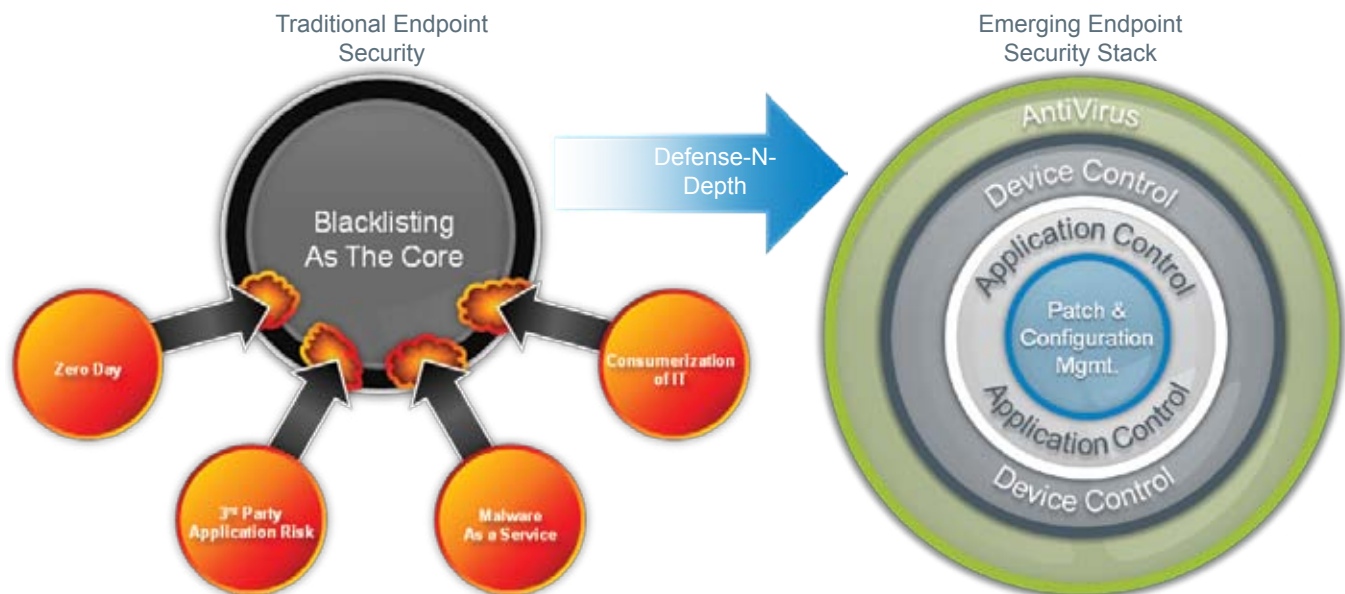 Traditional Endpoint
Security
Blacklisting
As The Core
Zero Day
3rd Party
Application Risk
Malware
As a Service
Consumerization
of IT
Defense-N-
Depth
Emerging Endpoint
Security Stack
AntiVirus
Device Control
Application Control
Patch &
Configuration
Mgmt.
Application Control
Device Control